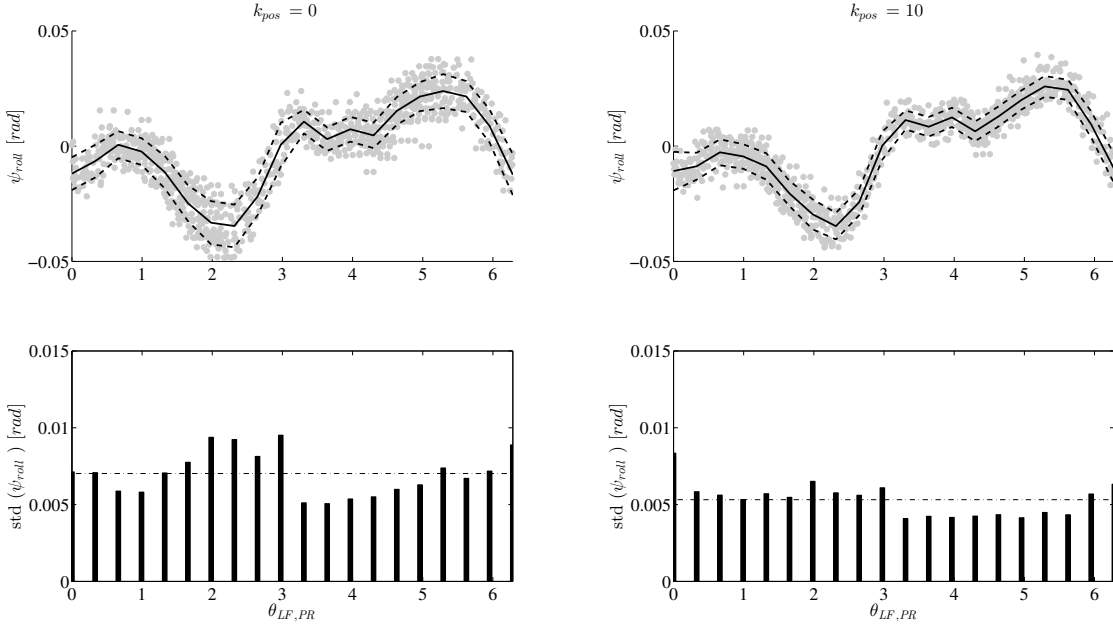 k_pos = 0
0.05
0
−0.05
ψ_roll [rad]
0 1 2 3 4 5 6
k_pos = 10
0.05
0
−0.05
ψ_roll [rad]
0 1 2 3 4 5 6
0.015
0.01
0.005
0
std (ψ_roll) [rad]
0 1 2 3 4 5 6
θ_LF,PR
0.015
0.01
0.005
0
std (ψ_roll) [rad]
0 1 2 3 4 5 6
θ_LF,PR